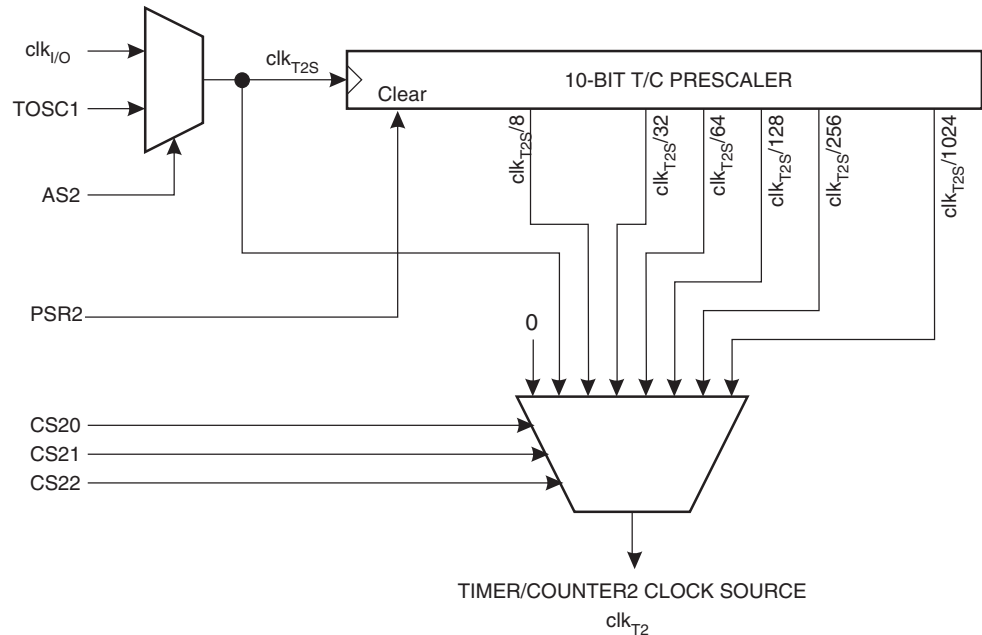 clkI/O
clkT2S
10-BIT T/C PRESCALER
TOSC1
Clear
clkT2S/8
clkT2S/32
clkT2S/64
clkT2S/128
clkT2S/256
clkT2S/1024
AS2
PSR2
0
CS20
CS21
CS22
TIMER/COUNTER2 CLOCK SOURCE
clkT2